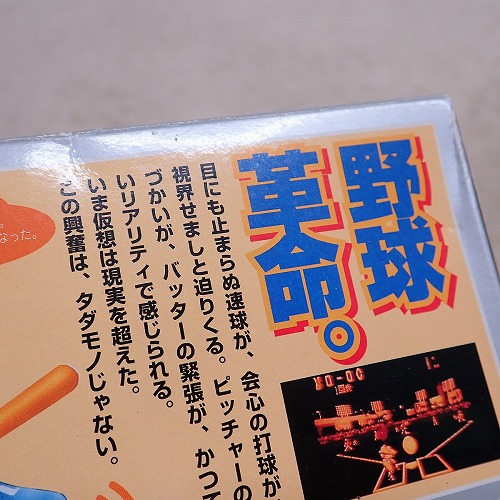 野球
革命。
目にも止まらぬ速球が、会心の打球が
視界せましと迫りくる。ピッチャーの
づかいが、バッターの緊張が、かつて
いリアリティで感じられる。
いま仮想は現実を超えた。
この興奮は、タダモノじゃない。
なった。